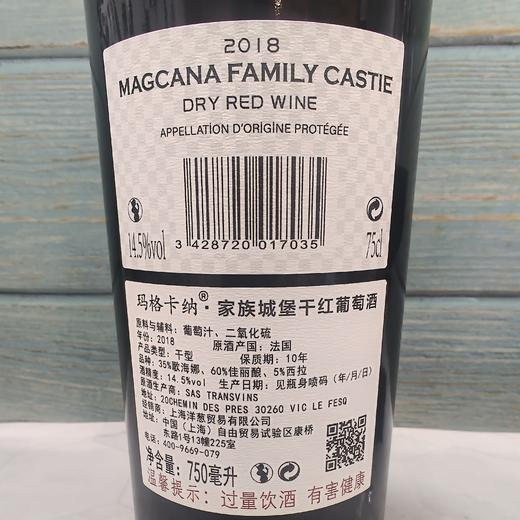 2018
MAGCANA FAMILY CASTIE
DRY RED WINE
APPELLATION D'ORIGINE PROTÉGÉE
14.5%vol
3 428720 017035
75cl
玛格卡纳®·家族城堡干红葡萄酒
原料与辅料：葡萄汁、二氧化硫
年份：2018 原酒产国：法国
产品类型：干型 保质期：10年
品种：35%歌海娜、60%佳丽酿、5%西拉
酒精度：14.5%vol 生产日期：见瓶身喷码（年/月/日）
原酒生产商：SAS TRANSVINS
地址：20CHEMIN DES PRES 30260 VIC LE FESQ
经销商：上海洋葱贸易有限公司
地址：中国（上海）自由贸易试验区康桥
东路1号13幢225室
电话：400-9669-079
净含量：750毫升
温馨提示：过量饮酒 有害健康